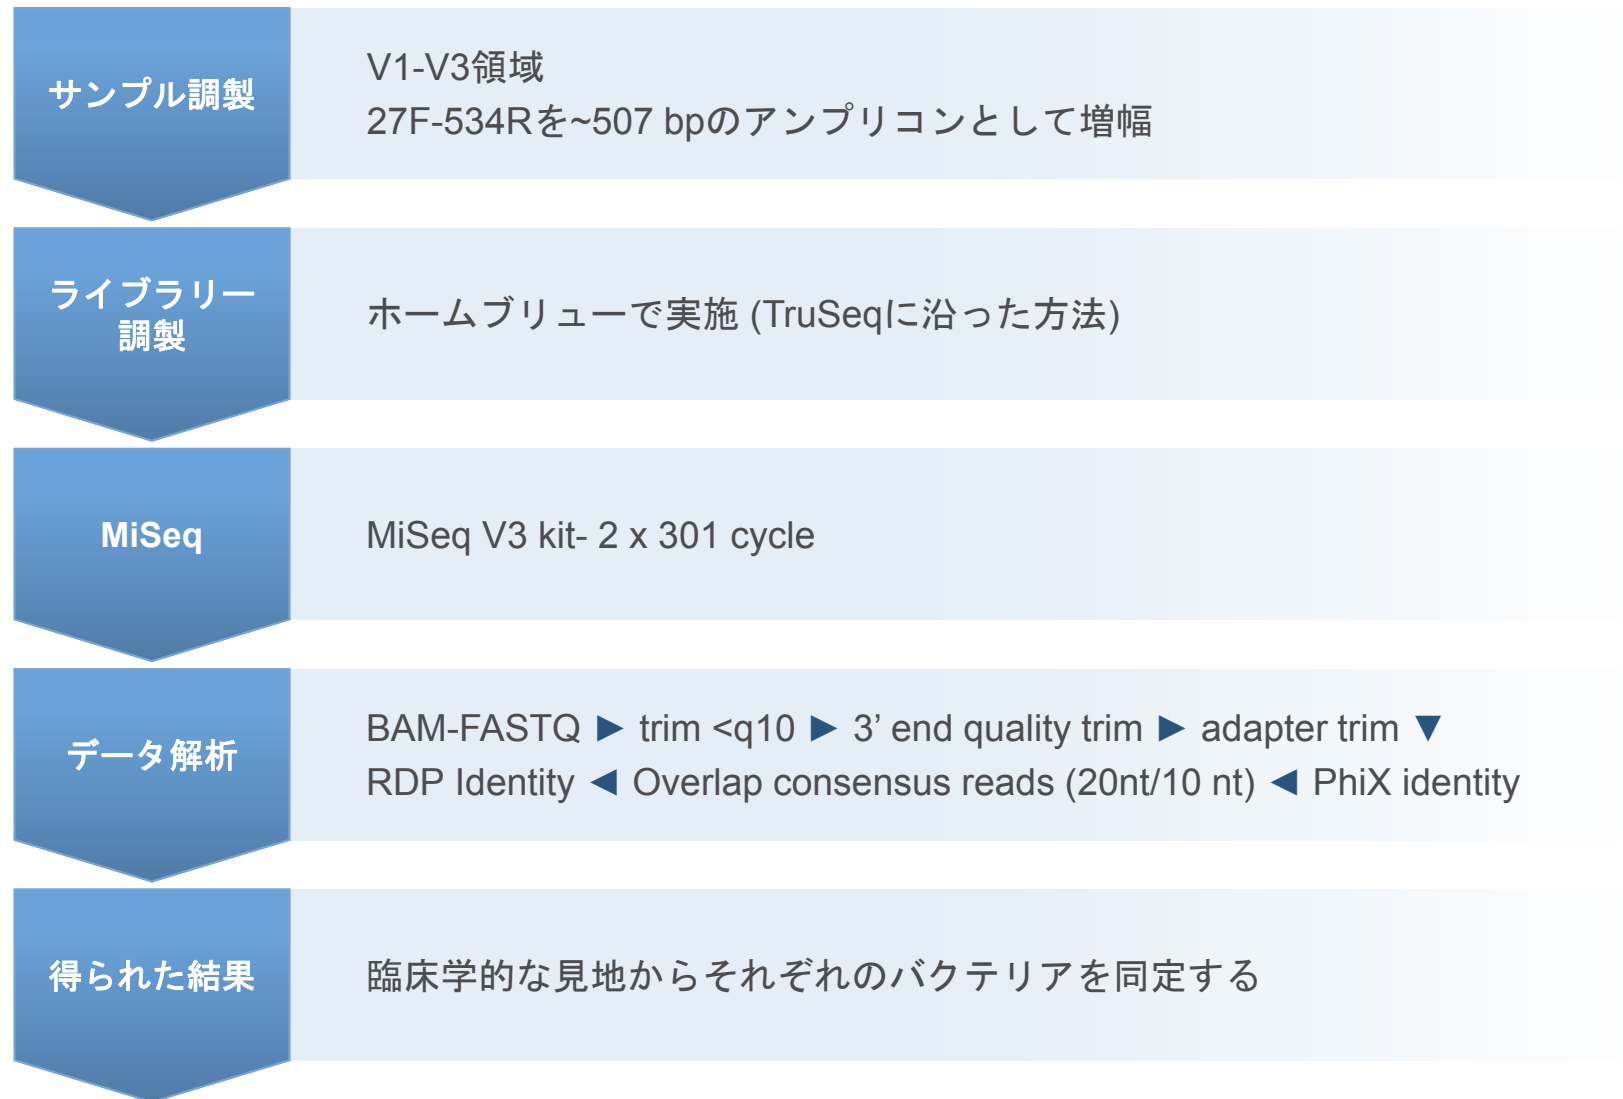 サンプル調製
V1-V3領域
27F-534Rを~507 bpのアンプリコンとして増幅
ライブラリー
調製
ホームブリューで実施 (TruSeqに沿った方法)
MiSeq
MiSeq V3 kit- 2 x 301 cycle
データ解析
BAM-FASTQ ► trim <q10 ► 3’ end quality trim ► adapter trim ▼
RDP Identity ◄ Overlap consensus reads (20nt/10 nt) ◄ PhiX identity
得られた結果
臨床学的な見地からそれぞれのバクテリアを同定する